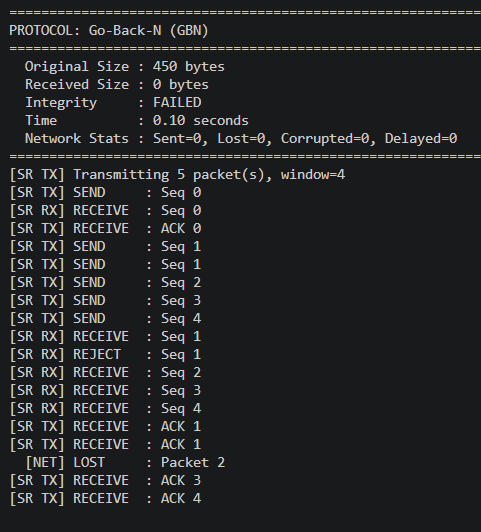 ============================================================
PROTOCOL: Go-Back-N (GBN)
============================================================
Original Size : 450 bytes
Received Size : 0 bytes
Integrity     : FAILED
Time          : 0.10 seconds
Network Stats : Sent=0, Lost=0, Corrupted=0, Delayed=0
============================================================
[SR TX] Transmitting 5 packet(s), window=4
[SR TX] SEND     : Seq 0
[SR RX] RECEIVE  : Seq 0
[SR TX] RECEIVE  : ACK 0
[SR TX] SEND     : Seq 1
[SR TX] SEND     : Seq 1
[SR TX] SEND     : Seq 2
[SR TX] SEND     : Seq 3
[SR TX] SEND     : Seq 4
[SR RX] RECEIVE  : Seq 1
[SR RX] REJECT   : Seq 1
[SR RX] RECEIVE  : Seq 2
[SR RX] RECEIVE  : Seq 3
[SR RX] RECEIVE  : Seq 4
[SR TX] RECEIVE  : ACK 1
[SR TX] RECEIVE  : ACK 1
[NET] LOST     : Packet 2
[SR TX] RECEIVE  : ACK 3
[SR TX] RECEIVE  : ACK 4